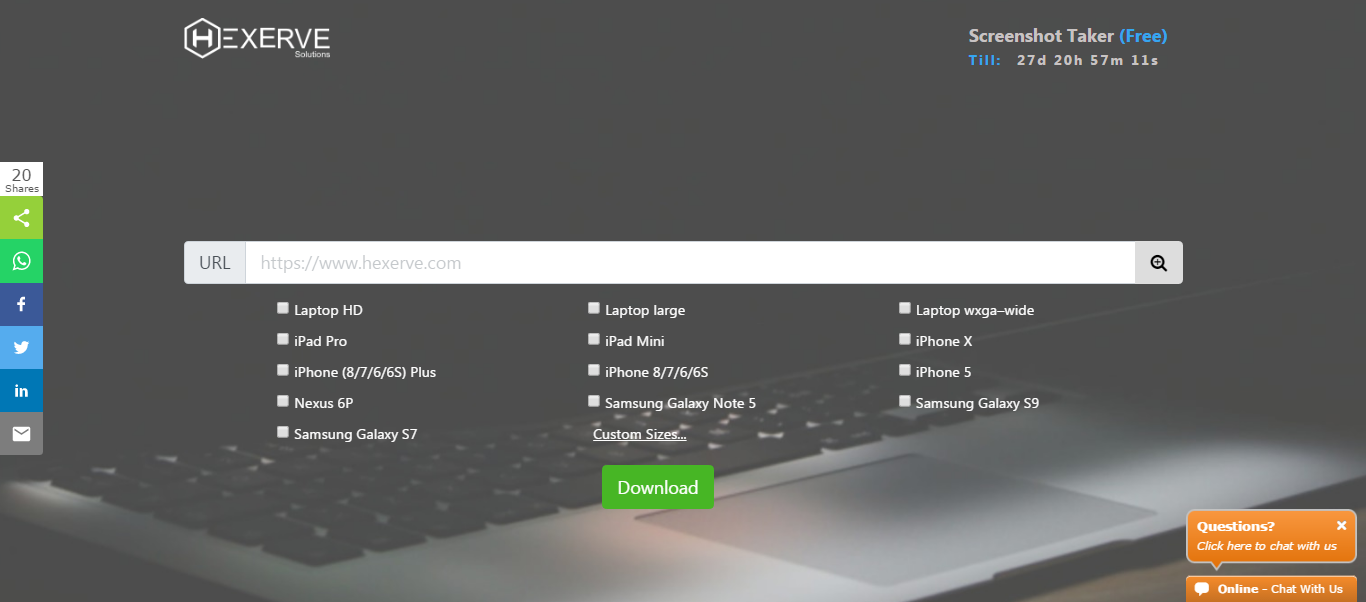 HEXERVE
Solutions
Screenshot Taker (Free)
Till: 27d 20h 57m 11s
20
Shares
URL https://www.hexerve.com
Laptop HD Laptop large Laptop wxga–wide
iPad Pro iPad Mini iPhone X
iPhone (8/7/6/6S) Plus iPhone 8/7/6/6S iPhone 5
Nexus 6P Samsung Galaxy Note 5 Samsung Galaxy S9
Samsung Galaxy S7 Custom Sizes...
Download
Questions?
Click here to chat with us
Online - Chat With Us